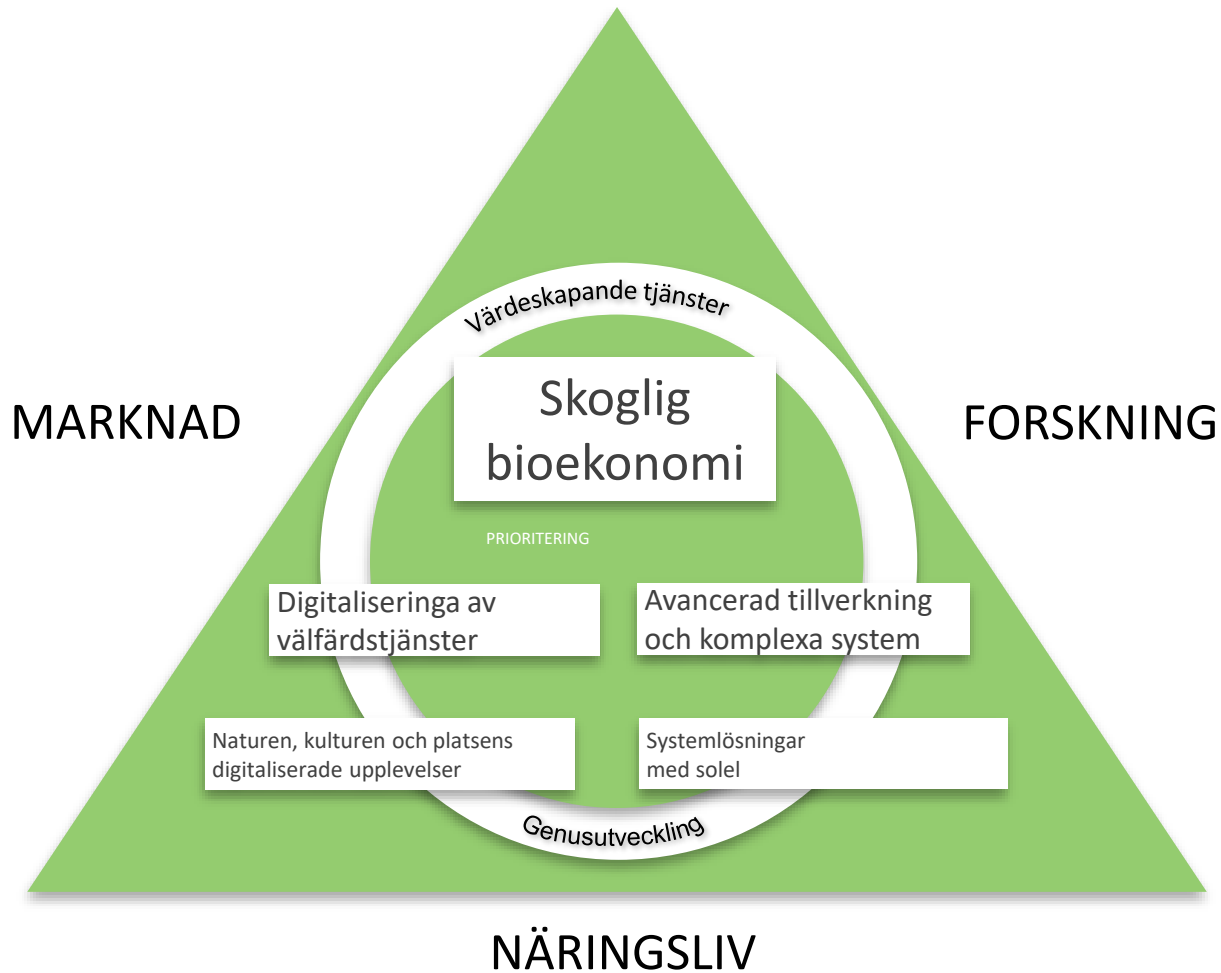 Värdeskapande tjänster
Skoglig
bioekonomi
MARKNAD
FORSKNING
PRIORITERING
Digitaliseringa av
välfärdstjänster
Avancerad tillverkning
och komplexa system
Naturen, kulturen och platsens
digitaliserade upplevelser
Systemlösningar
med solel
Genusutveckling
NÄRINGSLIV